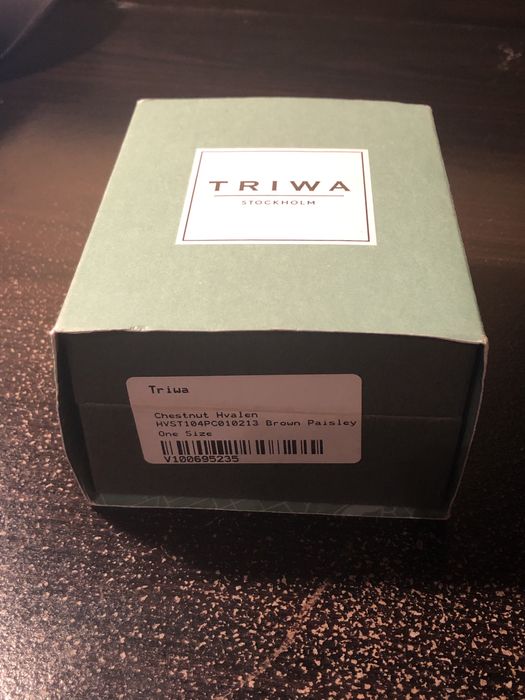 TRIWA
STOCKHOLM
Triwa
Chestnut Hvalen
HVST104PC010213 Brown Paisley
One Size
V100695235